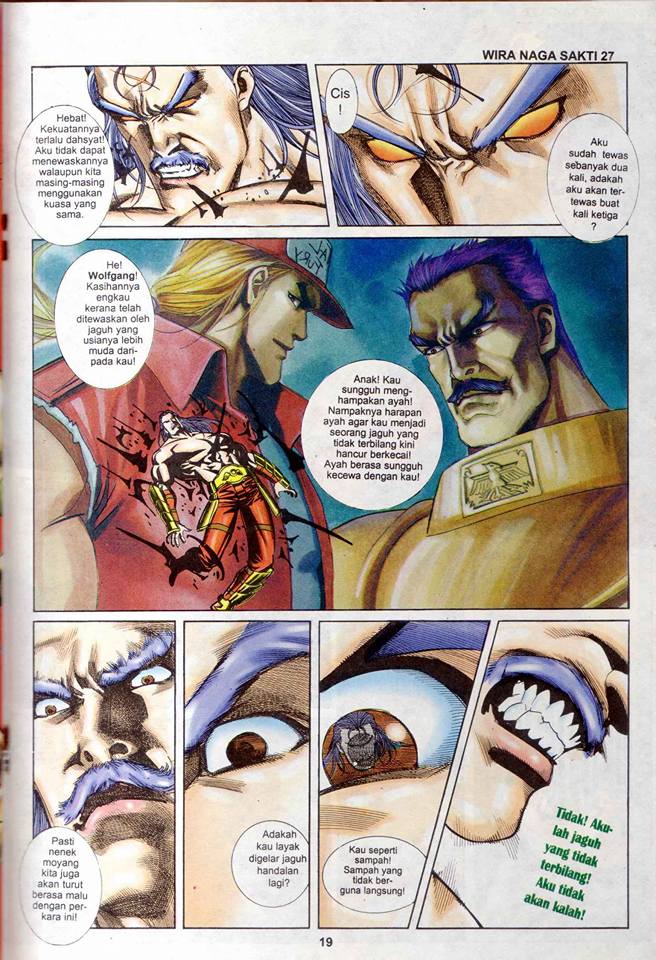 WIRA NAGA SAKTI 27
Hebat!
Kekuatannya
terlalu dahsyat!
Aku tidak dapat
menewaskannya
walaupun kita
masing-masing
menggunakan
kuasa yang
sama.
Cis
!
Aku
sudah tewas
sebanyak dua
kali, adakah
aku akan ter-
tewas buat
kali ketiga
?
He!
Wolfgang!
Kasihannya
engkau
kerana telah
ditewaskan oleh
jaguh yang
usianya lebih
muda dari-
pada kau!
Anak! Kau
sungguh meng-
hampakan ayah!
Nampaknya harapan
ayah agar kau menjadi
seorang jaguh yang
tidak terbilang kini
hancur berkecai!
Ayah berasa sungguh
kecewa dengan kau!
Pasti
nenek
moyang
kita juga
akan turut
berasa malu
dengan per-
kara ini!
Adakah
kau layak
digelar jaguh
handalan
lagi?
Kau seperti
sampah!
Sampah yang
tidak ber-
guna langsung!
Tidak! Aku-
lah jaguh
yang tidak
terbilang!
Aku tidak
akan kalah!
19